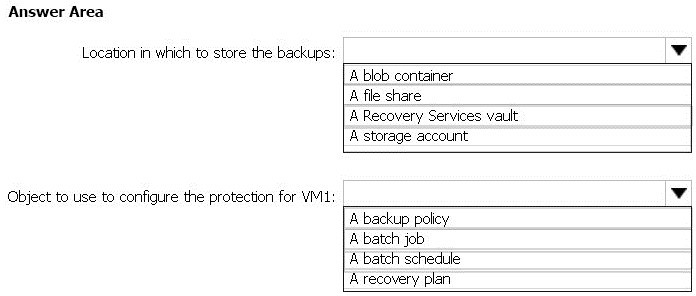 Answer Area
Location in which to store the backups:
A blob container
A file share
A Recovery Services vault
A storage account
Object to use to configure the protection for VM1:
A backup policy
A batch job
A batch schedule
A recovery plan